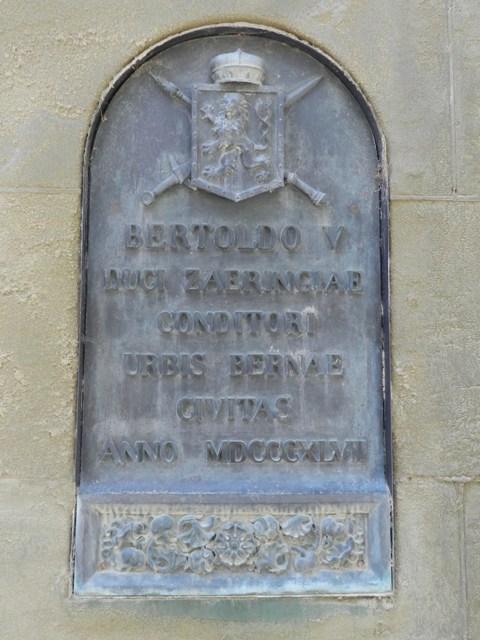 BERTOLDO V
DUCI ZAERINGIAE
CONDITORI
URBIS BERNAE
CIVITAS
ANNO MDCCCXLVII